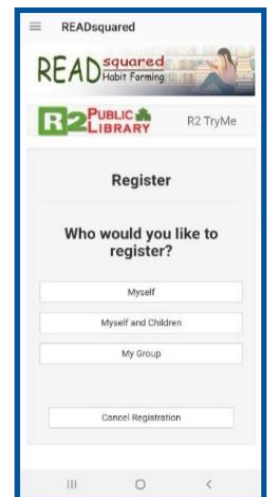 READsquared
READ squared
Habit Forming
R2 PUBLIC
LIBRARY
R2 TryMe
Register
Who would you like to
register?
Myself
Myself and Children
My Group
Cancel Registration